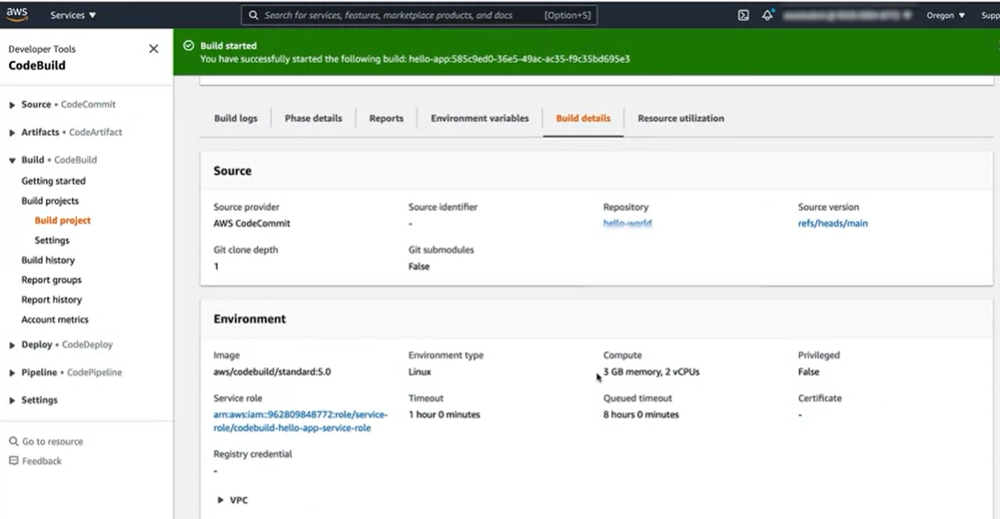 aws
Services
Search for services, features, marketplace products, and docs
[Option+S]
Oregon
Supp
Developer Tools
CodeBuild
Source • CodeCommit
Artifacts • CodeArtifact
Build • CodeBuild
Getting started
Build projects
Build project
Settings
Build history
Report groups
Report history
Account metrics
Deploy • CodeDeploy
Pipeline • CodePipeline
Settings
Go to resource
Feedback
Build started
You have successfully started the following build: hello-app:585c9ed0-36e5-49ac-ac35-f9c35bd695e3
Build logs
Phase details
Reports
Environment variables
Build details
Resource utilization
Source
Source provider
AWS CodeCommit
Source identifier
-
Repository
hello-world
Source version
refs/heads/main
Git clone depth
1
Git submodules
False
Environment
Image
aws/codebuild/standard:5.0
Environment type
Linux
Compute
3 GB memory, 2 vCPUs
Privileged
False
Service role
arn:aws:iam::962809848772:role/service-
role/codebuild-hello-app-service-role
Timeout
1 hour 0 minutes
Queued timeout
8 hours 0 minutes
Certificate
-
Registry credential
-
VPC